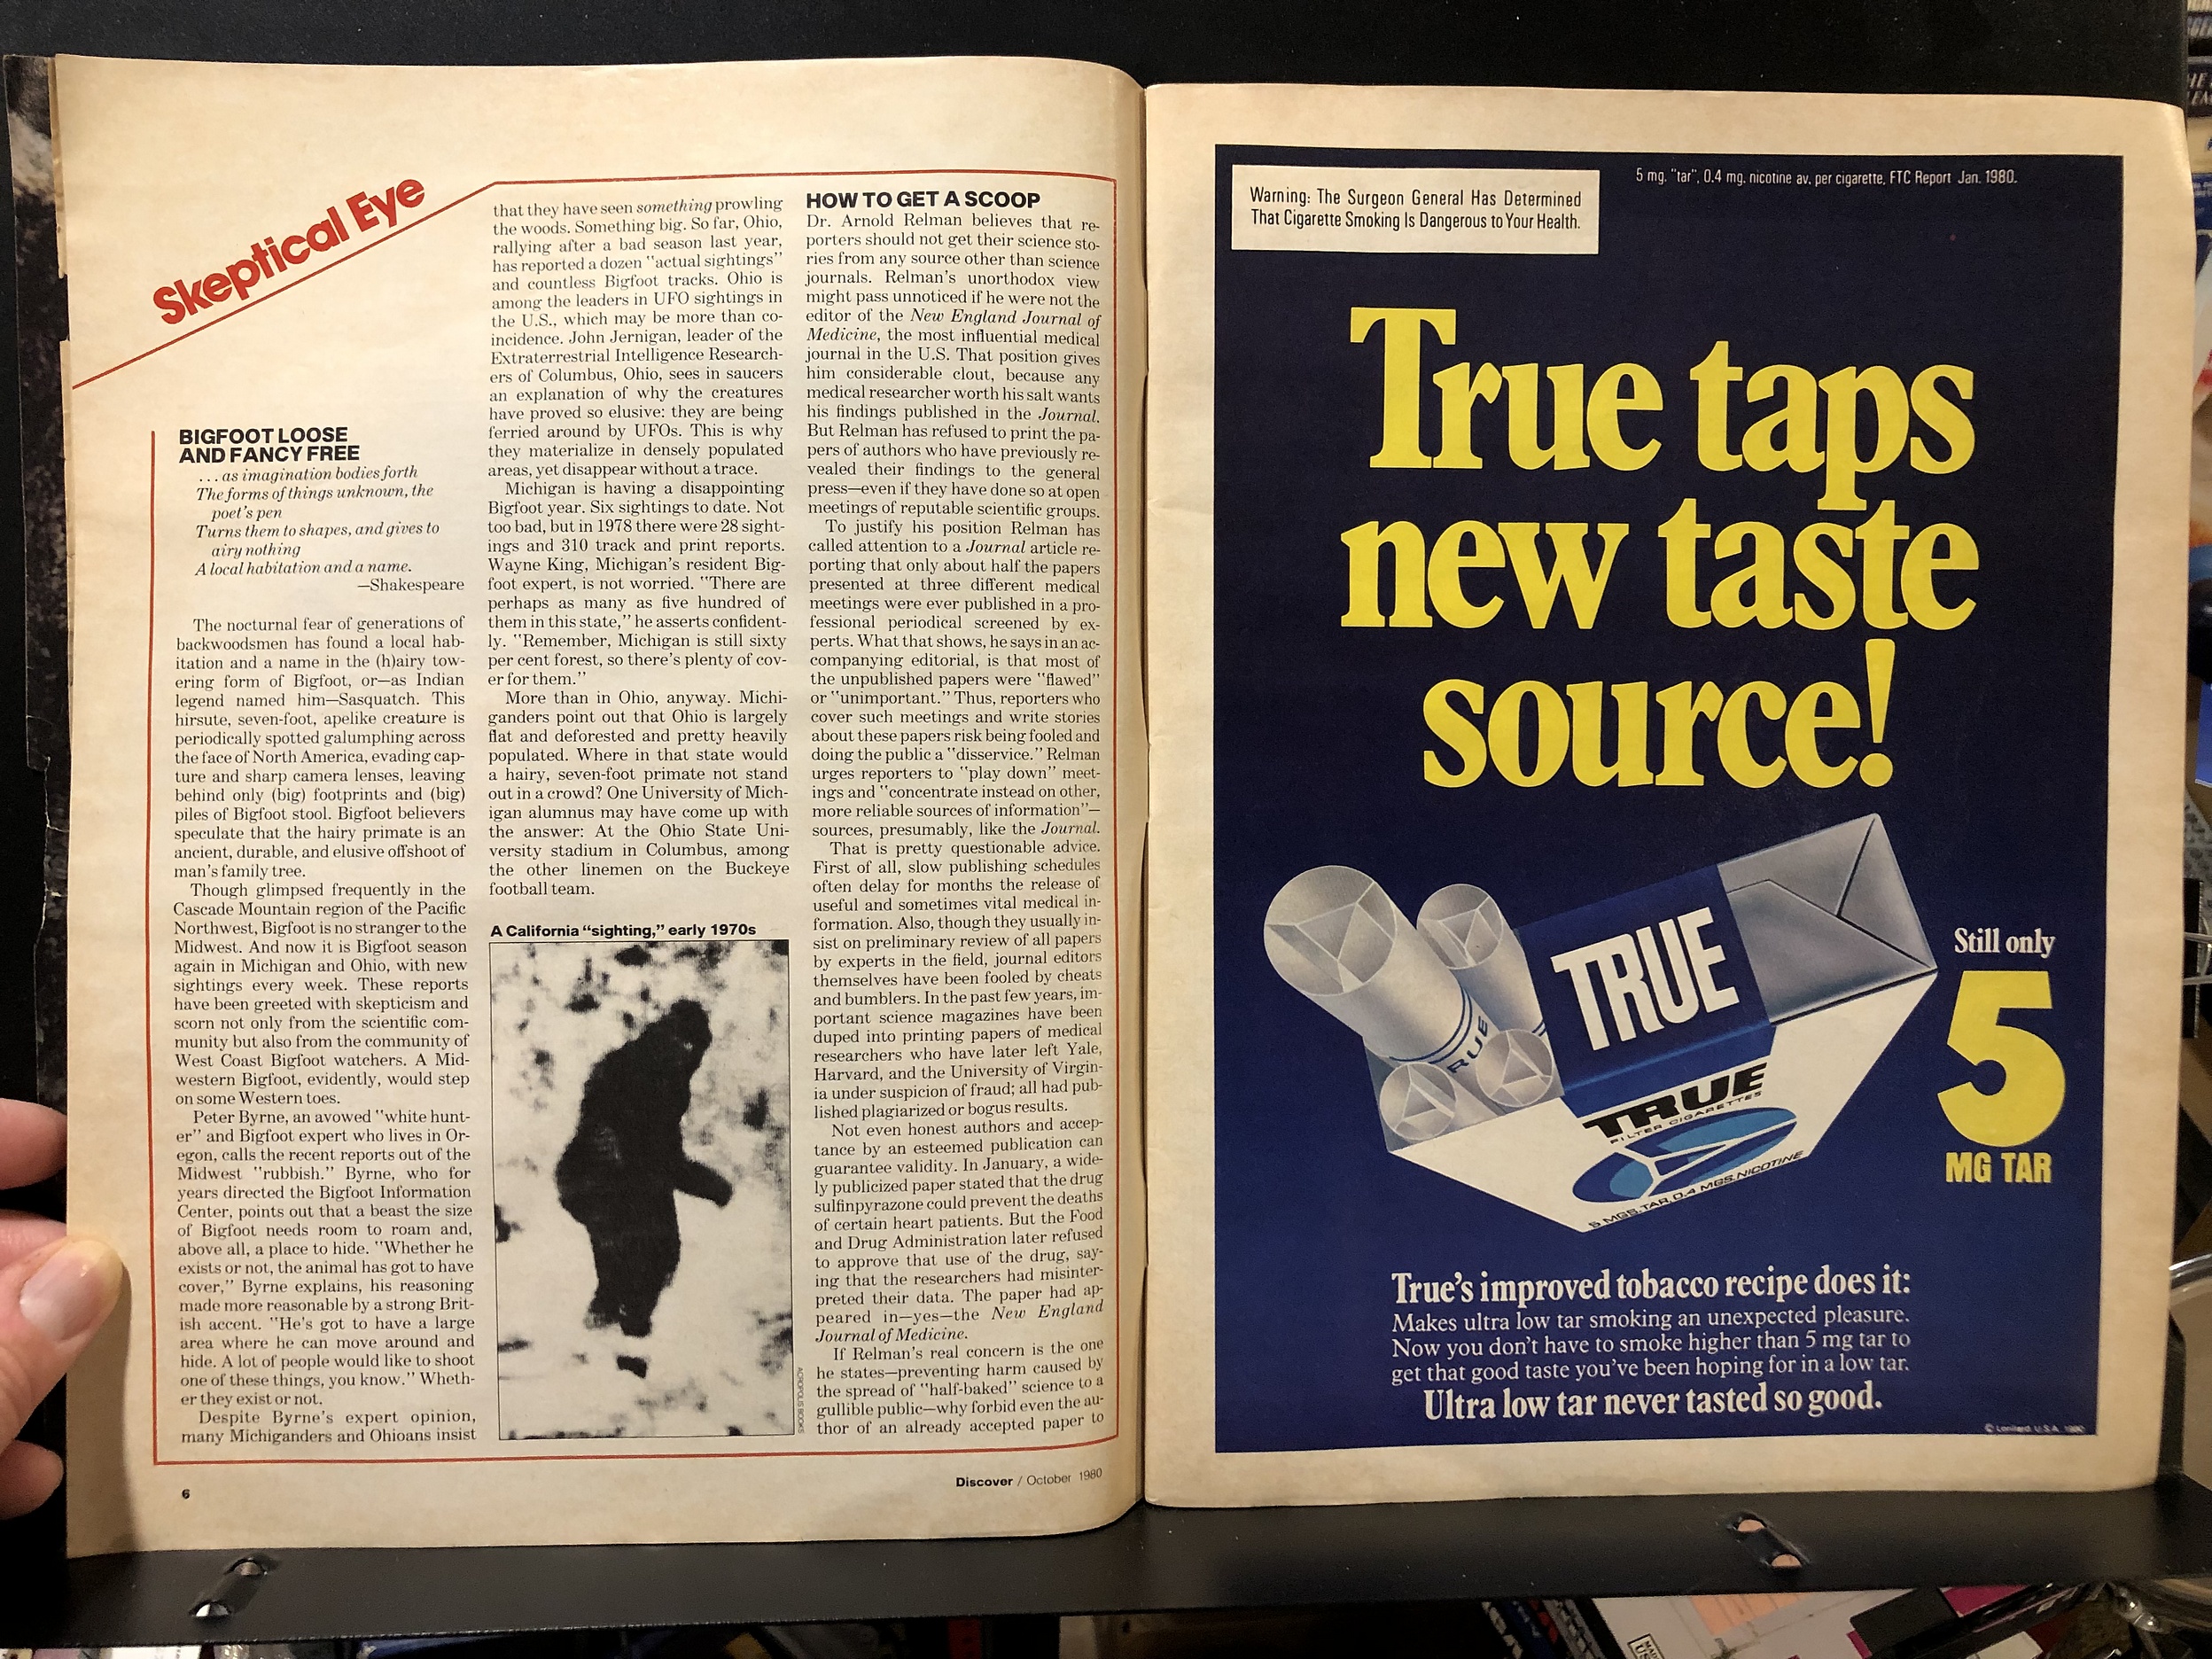 Skeptical Eye
BIGFOOT LOOSE
AND FANCY FREE
. . . as imagination bodies forth
The forms of things unknown, the
poet's pen
Turns them to shapes, and gives to
airy nothing
A local habitation and a name.
—Shakespeare
The nocturnal fear of generations of
backwoodsmen has found a local hab-
itation and a name in the (h)airy tow-
ering form of Bigfoot, or—as Indian
legend named him—Sasquatch. This
hirsute, seven-foot, apelike creature is
periodically spotted galumphing across
the face of North America, evading cap-
ture and sharp camera lenses, leaving
behind only (big) footprints and (big)
piles of Bigfoot stool. Bigfoot believers
speculate that the hairy primate is an
ancient, durable, and elusive offshoot of
man's family tree.
Though glimpsed frequently in the
Cascade Mountain region of the Pacific
Northwest, Bigfoot is no stranger to the
Midwest. And now it is Bigfoot season
again in Michigan and Ohio, with new
sightings every week. These reports
have been greeted with skepticism and
scorn not only from the scientific com-
munity but also from the community of
West Coast Bigfoot watchers. A Mid-
western Bigfoot, evidently, would step
on some Western toes.
Peter Byrne, an avowed "white hunt-
er" and Bigfoot expert who lives in Or-
egon, calls the recent reports out of the
Midwest "rubbish." Byrne, who for
years directed the Bigfoot Information
Center, points out that a beast the size
of Bigfoot needs room to roam and,
above all, a place to hide. "Whether he
exists or not, the animal has got to have
cover," Byrne explains, his reasoning
made more reasonable by a strong Brit-
ish accent. "He's got to have a large
area where he can move around and
hide. A lot of people would like to shoot
one of these things, you know." Wheth-
er they exist or not.
Despite Byrne's expert opinion,
many Michiganders and Ohioans insist
that they have seen something prowling
the woods. Something big. So far, Ohio,
rallying after a bad season last year,
has reported a dozen "actual sightings"
and countless Bigfoot tracks. Ohio is
among the leaders in UFO sightings in
the U.S., which may be more than co-
incidence. John Jernigan, leader of the
Extraterrestrial Intelligence Research-
ers of Columbus, Ohio, sees in saucers
an explanation of why the creatures
have proved so elusive: they are being
ferried around by UFOs. This is why
they materialize in densely populated
areas, yet disappear without a trace.
Michigan is having a disappointing
Bigfoot year. Six sightings to date. Not
too bad, but in 1978 there were 28 sight-
ings and 310 track and print reports.
Wayne King, Michigan's resident Big-
foot expert, is not worried. "There are
perhaps as many as five hundred of
them in this state," he asserts confident-
ly. "Remember, Michigan is still sixty
per cent forest, so there's plenty of cov-
er for them."
More than in Ohio, anyway. Michi-
ganders point out that Ohio is largely
flat and deforested and pretty heavily
populated. Where in that state would
a hairy, seven-foot primate not stand
out in a crowd? One University of Mich-
igan alumnus may have come up with
the answer: At the Ohio State Uni-
versity stadium in Columbus, among
the other linemen on the Buckeye
football team.
A California "sighting," early 1970s
ACROPOLIS BOOKS
HOW TO GET A SCOOP
Dr. Arnold Relman believes that re-
porters should not get their science sto-
ries from any source other than science
journals. Relman's unorthodox view
might pass unnoticed if he were not the
editor of the New England Journal of
Medicine, the most influential medical
journal in the U.S. That position gives
him considerable clout, because any
medical researcher worth his salt wants
his findings published in the Journal.
But Relman has refused to print the pa-
pers of authors who have previously re-
vealed their findings to the general
press—even if they have done so at open
meetings of reputable scientific groups.
To justify his position Relman has
called attention to a Journal article re-
porting that only about half the papers
presented at three different medical
meetings were ever published in a pro-
fessional periodical screened by ex-
perts. What that shows, he says in an ac-
companying editorial, is that most of
the unpublished papers were "flawed"
or "unimportant." Thus, reporters who
cover such meetings and write stories
about these papers risk being fooled and
doing the public a "disservice." Relman
urges reporters to "play down" meet-
ings and "concentrate instead on other,
more reliable sources of information"—
sources, presumably, like the Journal.
That is pretty questionable advice.
First of all, slow publishing schedules
often delay for months the release of
useful and sometimes vital medical in-
formation. Also, though they usually in-
sist on preliminary review of all papers
by experts in the field, journal editors
themselves have been fooled by cheats
and bumblers. In the past few years, im-
portant science magazines have been
duped into printing papers of medical
researchers who have later left Yale,
Harvard, and the University of Virgin-
ia under suspicion of fraud; all had pub-
lished plagiarized or bogus results.
Not even honest authors and accep-
tance by an esteemed publication can
guarantee validity. In January, a wide-
ly publicized paper stated that the drug
sulfinpyrazone could prevent the deaths
of certain heart patients. But the Food
and Drug Administration later refused
to approve that use of the drug, say-
ing that the researchers had misinter-
preted their data. The paper had ap-
peared in—yes—the New England
Journal of Medicine.
If Relman's real concern is the one
he states—preventing harm caused by
the spread of "half-baked" science to a
gullible public—why forbid even the au-
thor of an already accepted paper to
6
Discover / October 1980
Warning: The Surgeon General Has Determined
That Cigarette Smoking Is Dangerous to Your Health.
5 mg. "tar", 0.4 mg. nicotine av. per cigarette, FTC Report Jan. 1980.
True taps
new taste
source!
TRUE
RUE
TRUE
FILTER CIGARETTES
5 MGS. TAR, 0.4 MGS. NICOTINE
Still only
5
MG TAR
True's improved tobacco recipe does it:
Makes ultra low tar smoking an unexpected pleasure.
Now you don't have to smoke higher than 5 mg tar to
get that good taste you've been hoping for in a low tar.
Ultra low tar never tasted so good.
© Lorillard, U.S.A., 1980